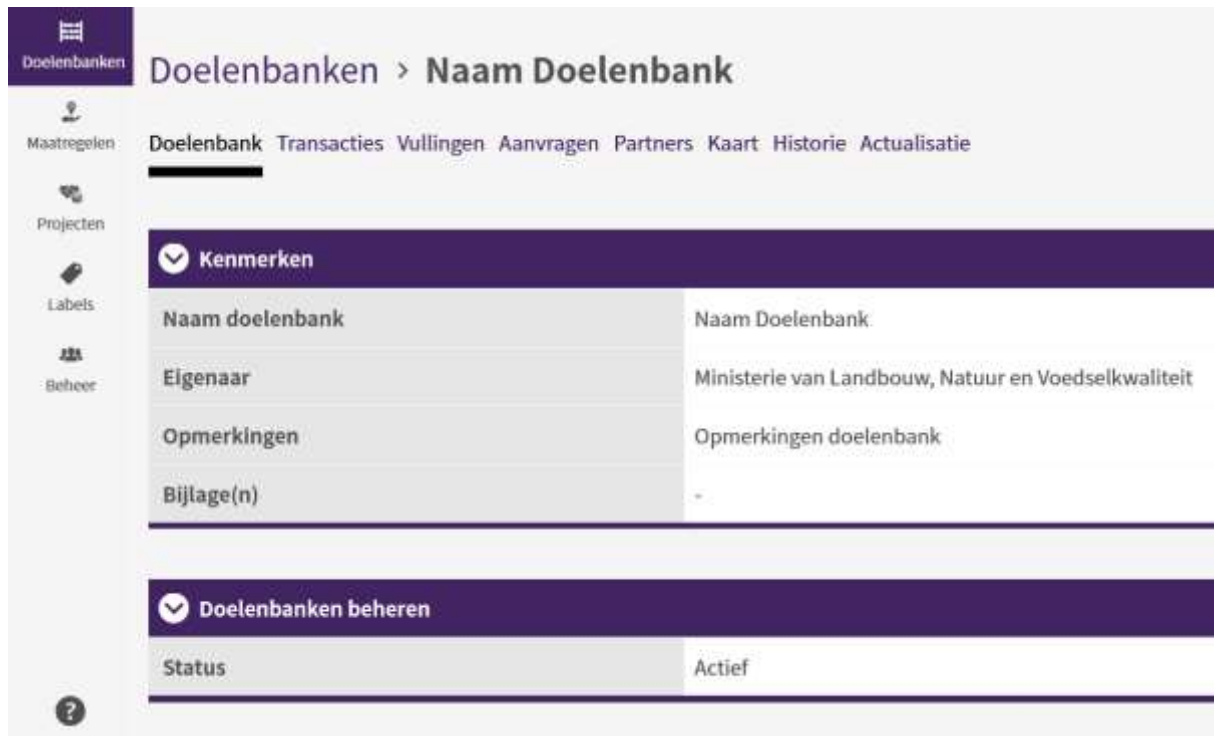 Doelenbanken
Maatregelen
Projecten
Labels
Beheer
Doelenbanken > Naam Doelenbank
Doelenbank Transacties Vullingen Aanvragen Partners Kaart Historie Actualisatie
Kenmerken
Naam doelenbank Naam Doelenbank
Eigenaar Ministerie van Landbouw, Natuur en Voedselkwaliteit
Opmerkingen Opmerkingen doelenbank
Bijlage(n) -
Doelenbanken beheren
Status Actief
?